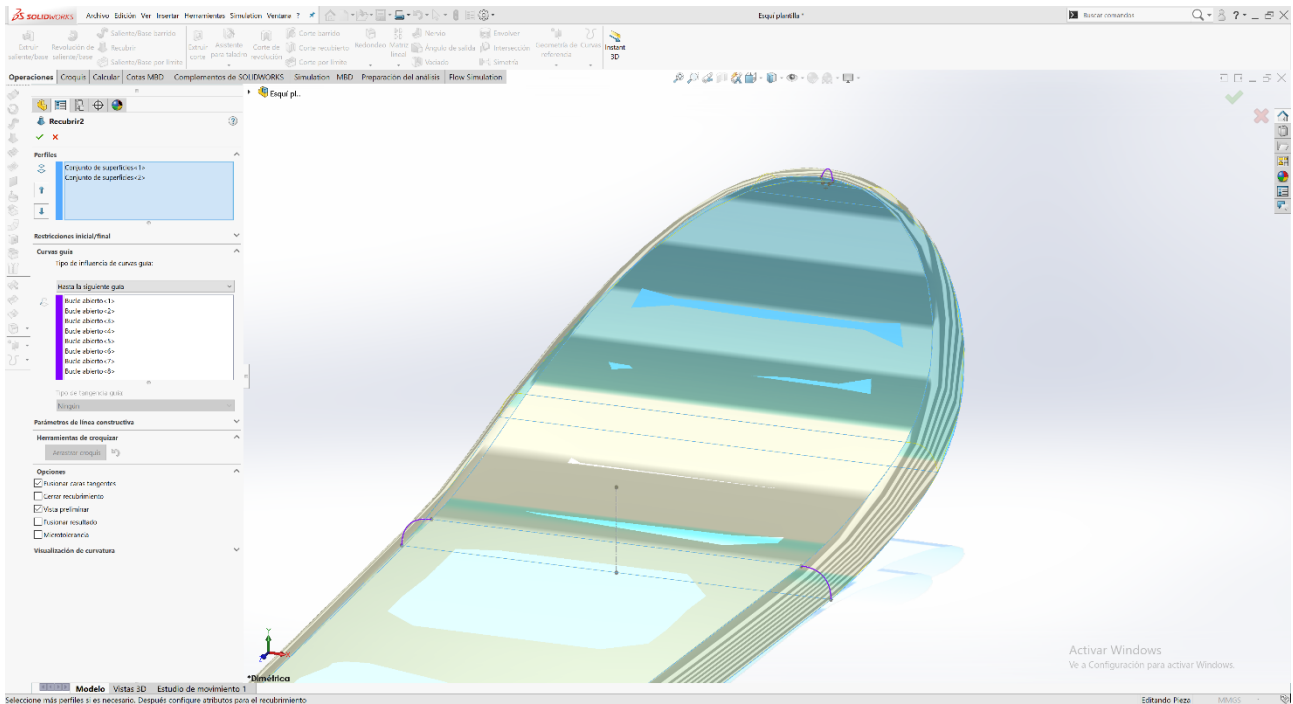 SOLIDWORKS Archivo Edición Ver Insertar Herramientas Simulation Ventana ? Esquí plantilla * Buscar comandos
Extruir saliente/base
Revolución de saliente/base
Saliente/Base barrido
Recubrir
Saliente/Base por límite
Extruir corte
Asistente para taladro
Corte de revolución
Corte barrido
Corte recubierto
Corte por límite
Redondeo
Matriz lineal
Nervio
Ángulo de salida
Vaciado
Envolver
Intersección
Simetría
Geometría de referencia
Curvas
Instant 3D
Operaciones Croquis Calcular Cotas MBD Complementos de SOLIDWORKS Simulation MBD Preparación del análisis Flow Simulation
Esquí pl...
Recubrir2
Perfiles
Conjunto de superficies<1>
Conjunto de superficies<2>
Restricciones inicial/final
Curvas guía
Tipo de influencia de curvas guía:
Hasta la siguiente guía
Bucle abierto<1>
Bucle abierto<2>
Bucle abierto<3>
Bucle abierto<4>
Bucle abierto<5>
Bucle abierto<6>
Bucle abierto<7>
Bucle abierto<8>
Tipo de tangencia guía:
Ningún
Parámetros de línea constructiva
Herramientas de croquizar
Arrastrar croquis
Opciones
Fusionar caras tangentes
Cerrar recubrimiento
Vista preliminar
Fusionar resultado
Microtolerancia
Visualización de curvatura
Y
X
Z
*Dimétrica
Activar Windows
Ve a Configuración para activar Windows.
Modelo Vistas 3D Estudio de movimiento 1
Seleccione más perfiles si es necesario. Después configure atributos para el recubrimiento Editando Pieza MMGS